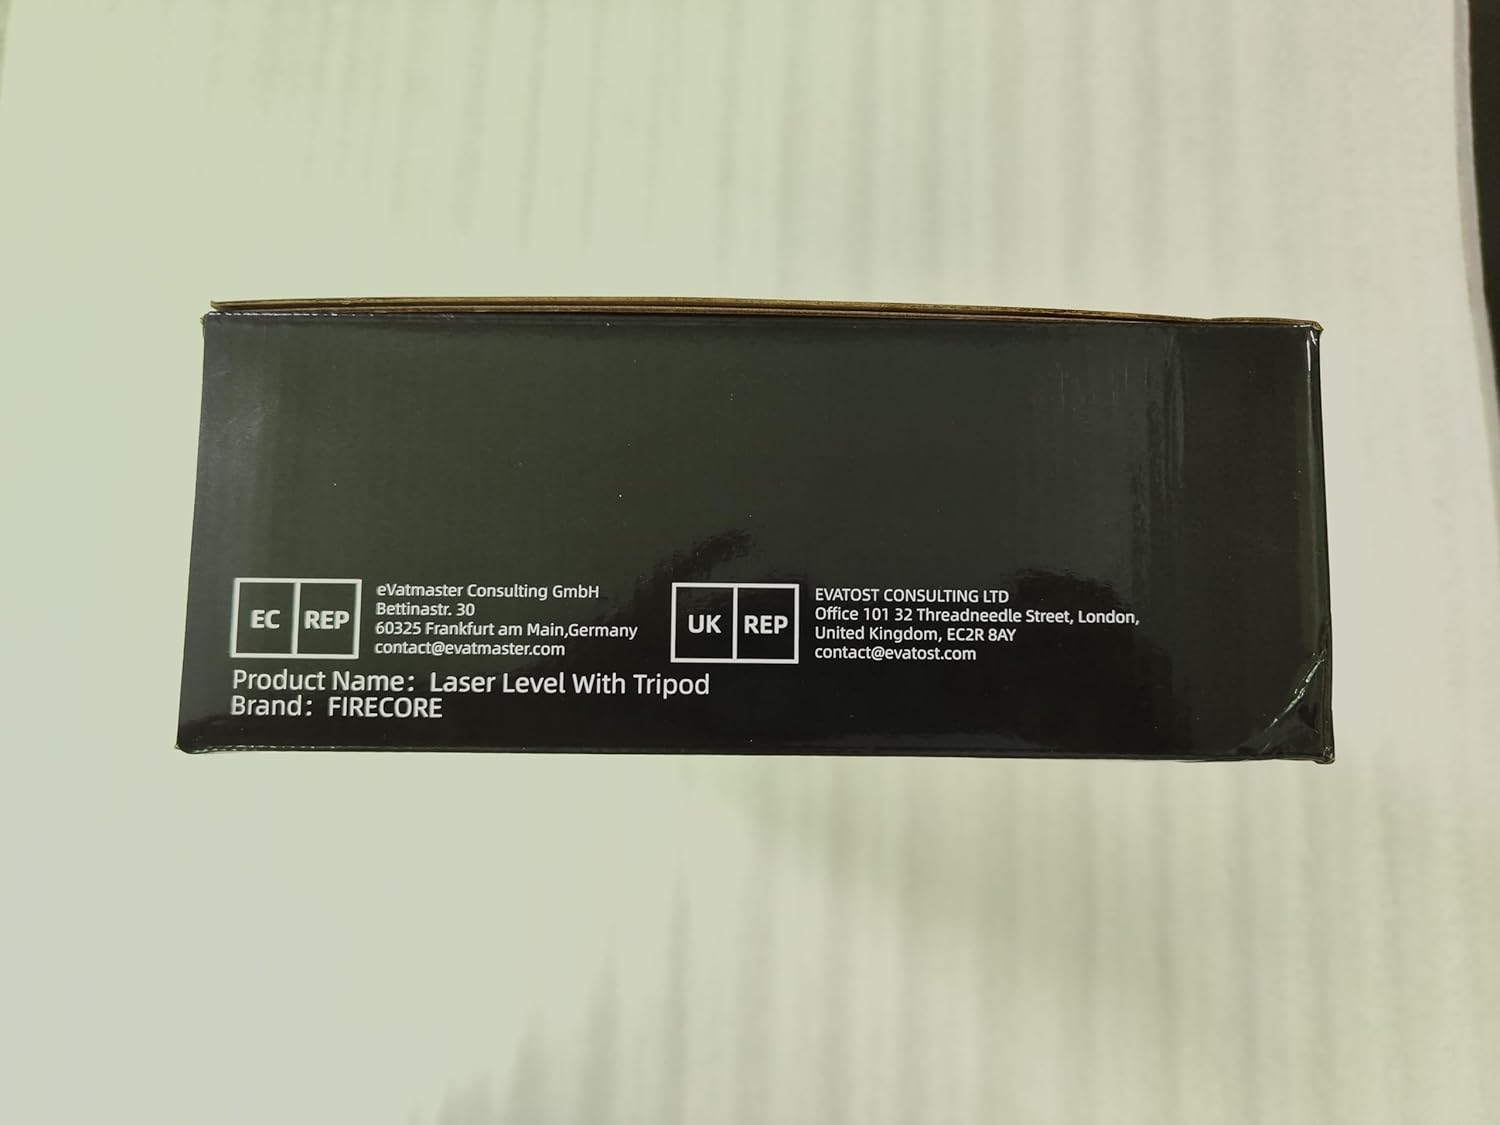 EC REP
eVatmaster Consulting GmbH
Bettinastr. 30
60325 Frankfurt am Main,Germany
contact@evatmaster.com
UK REP
EVATOST CONSULTING LTD
Office 101 32 Threadneedle Street, London,
United Kingdom, EC2R 8AY
contact@evatost.com
Product Name：Laser Level With Tripod
Brand：FIRECORE